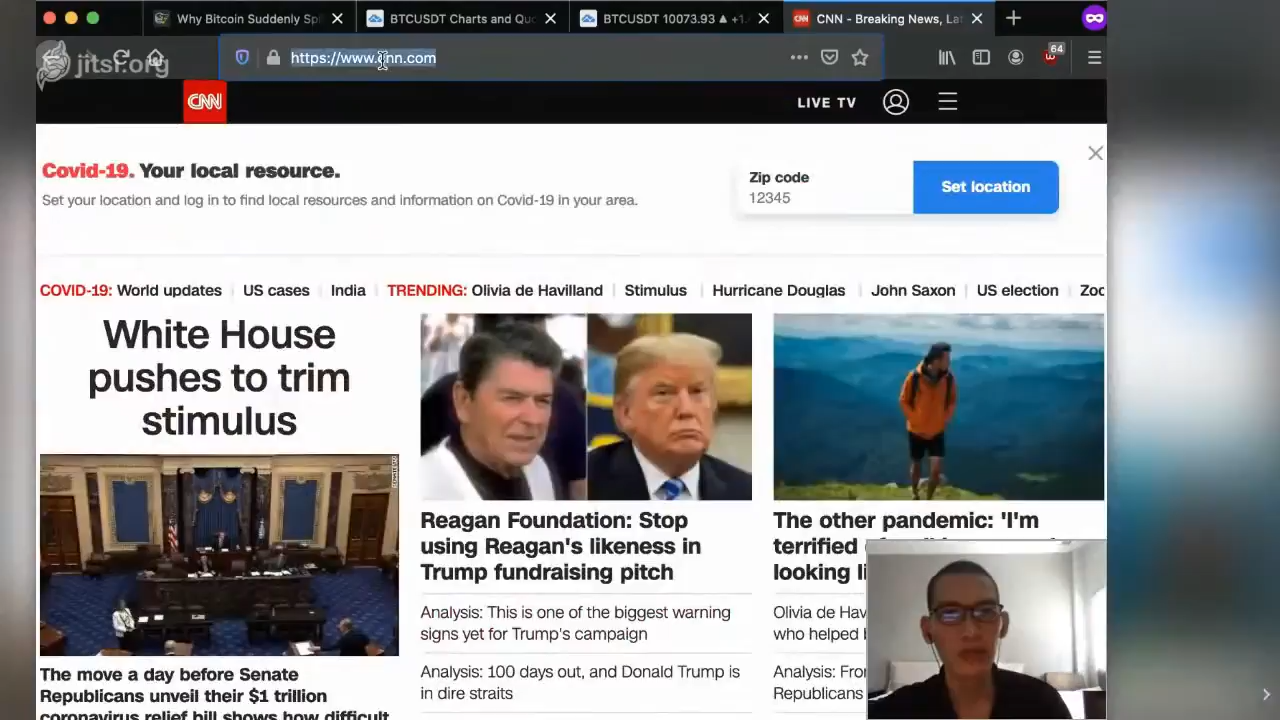 Why Bitcoin Suddenly Spi
BTCUSDT Charts and Quo
BTCUSDT 10073.93 ▲ +1.
CNN - Breaking News, Lat
jitsi.org
https://www.cnn.com
64
CNN
LIVE TV
Covid-19. Your local resource.
Set your location and log in to find local resources and information on Covid-19 in your area.
Zip code
12345
Set location
COVID-19: World updates US cases India TRENDING: Olivia de Havilland Stimulus Hurricane Douglas John Saxon US election Zoo
White House
pushes to trim
stimulus
The move a day before Senate
Republicans unveil their $1 trillion
coronavirus relief bill shows how difficult
Reagan Foundation: Stop
using Reagan's likeness in
Trump fundraising pitch
Analysis: This is one of the biggest warning
signs yet for Trump's campaign
Analysis: 100 days out, and Donald Trump is
in dire straits
The other pandemic: 'I'm
terrified
looking li
Olivia de Hav
who helped b
Analysis: Fro
Republicans